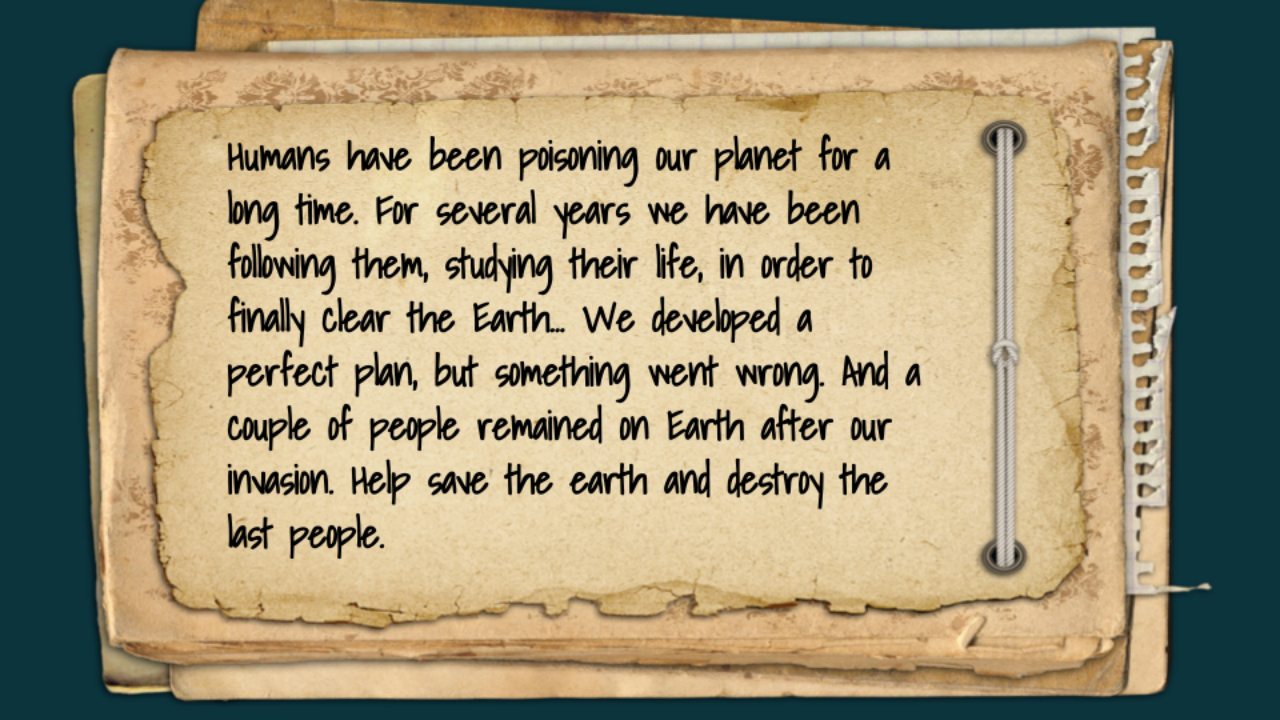 Humans have been poisoning our planet for a
long time. For several years we have been
following them, studying their life, in order to
finally clear the Earth... We developed a
perfect plan, but something went wrong. And a
couple of people remained on Earth after our
invasion. Help save the earth and destroy the
last people.